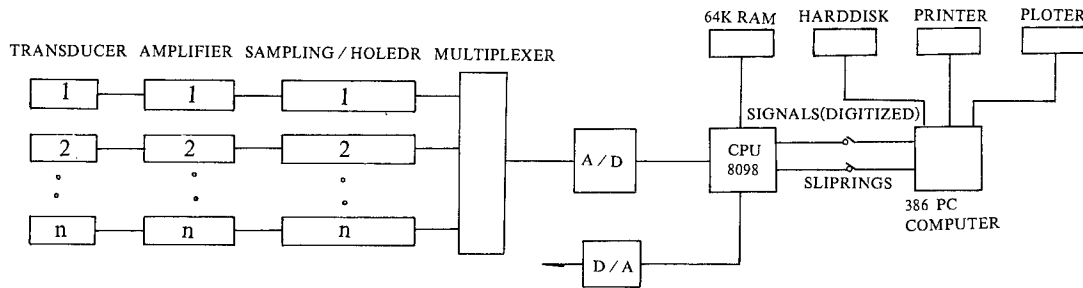 64K RAM HARDDISK PRINTER PLOTER
TRANSDUCER AMPLIFIER SAMPLING/HOLEDR MULTIPLEXER
1 1 1
SIGNALS(DIGITIZED)
2 2 2
A/D
CPU
8098
SLIPRINGS
386 PC
COMPUTER
n n n
D/A